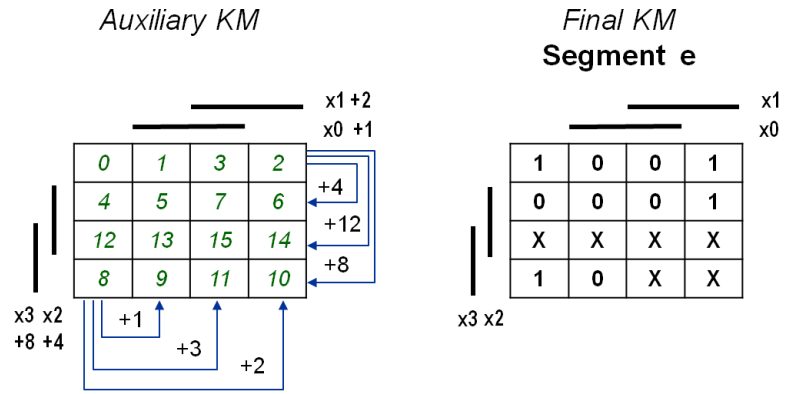 Auxiliary KM
x1 +2
x0 +1
0 1 3 2
4 5 7 6
12 13 15 14
8 9 11 10
+4
+12
+8
x3 x2
+8 +4
+1
+3
+2
Final KM
Segment e
x1
x0
1 0 0 1
0 0 0 1
X X X X
1 0 X X
x3 x2